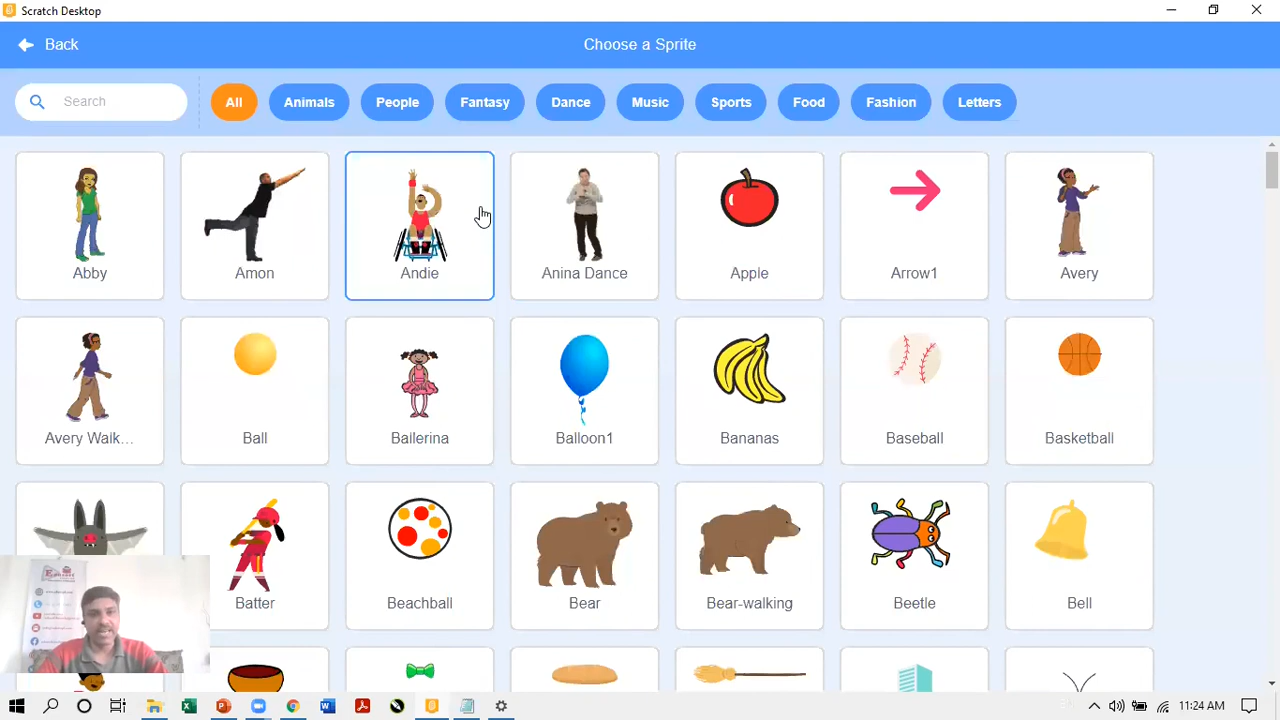 Scratch Desktop
Back
Choose a Sprite
Search
All
Animals
People
Fantasy
Dance
Music
Sports
Food
Fashion
Letters
Abby
Amon
Andie
Anina Dance
Apple
Arrow1
Avery
Avery Walk...
Ball
Ballerina
Balloon1
Bananas
Baseball
Basketball
Batter
Beachball
Bear
Bear-walking
Beetle
Bell
11:24 AM